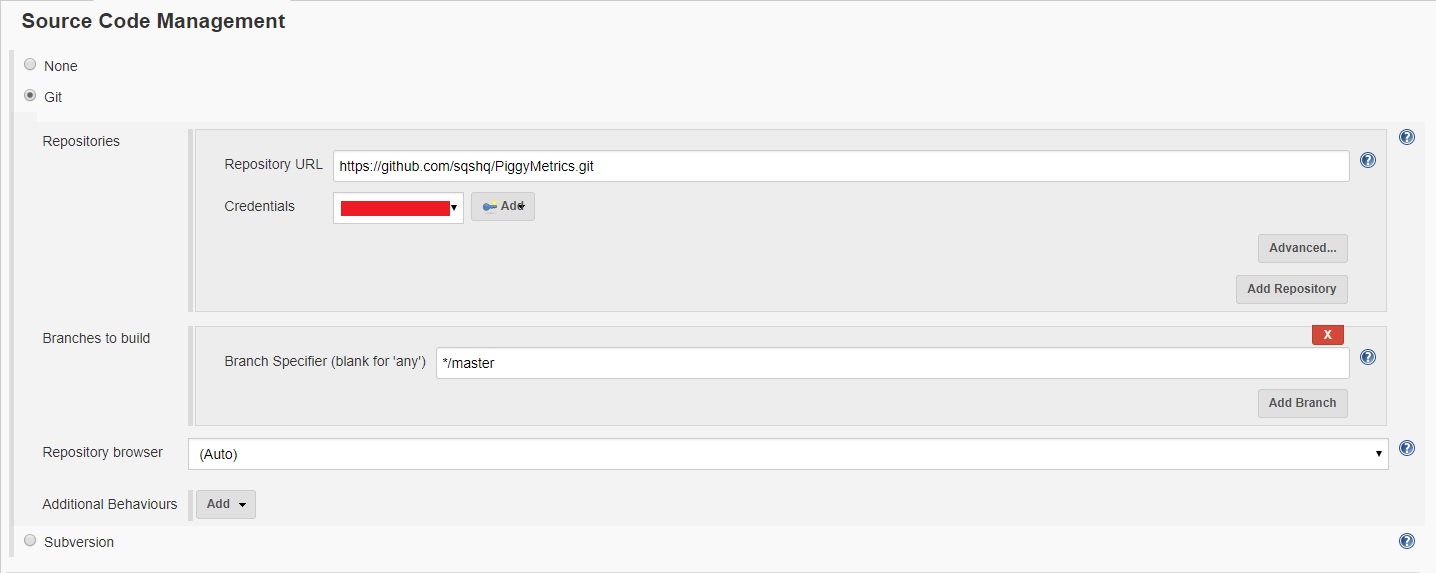 Source Code Management
None
Git
Repositories
Repository URL https://github.com/sqshq/PiggyMetrics.git
Credentials Add
Advanced...
Add Repository
Branches to build
X
Branch Specifier (blank for 'any') */master
Add Branch
Repository browser (Auto)
Additional Behaviours Add
Subversion